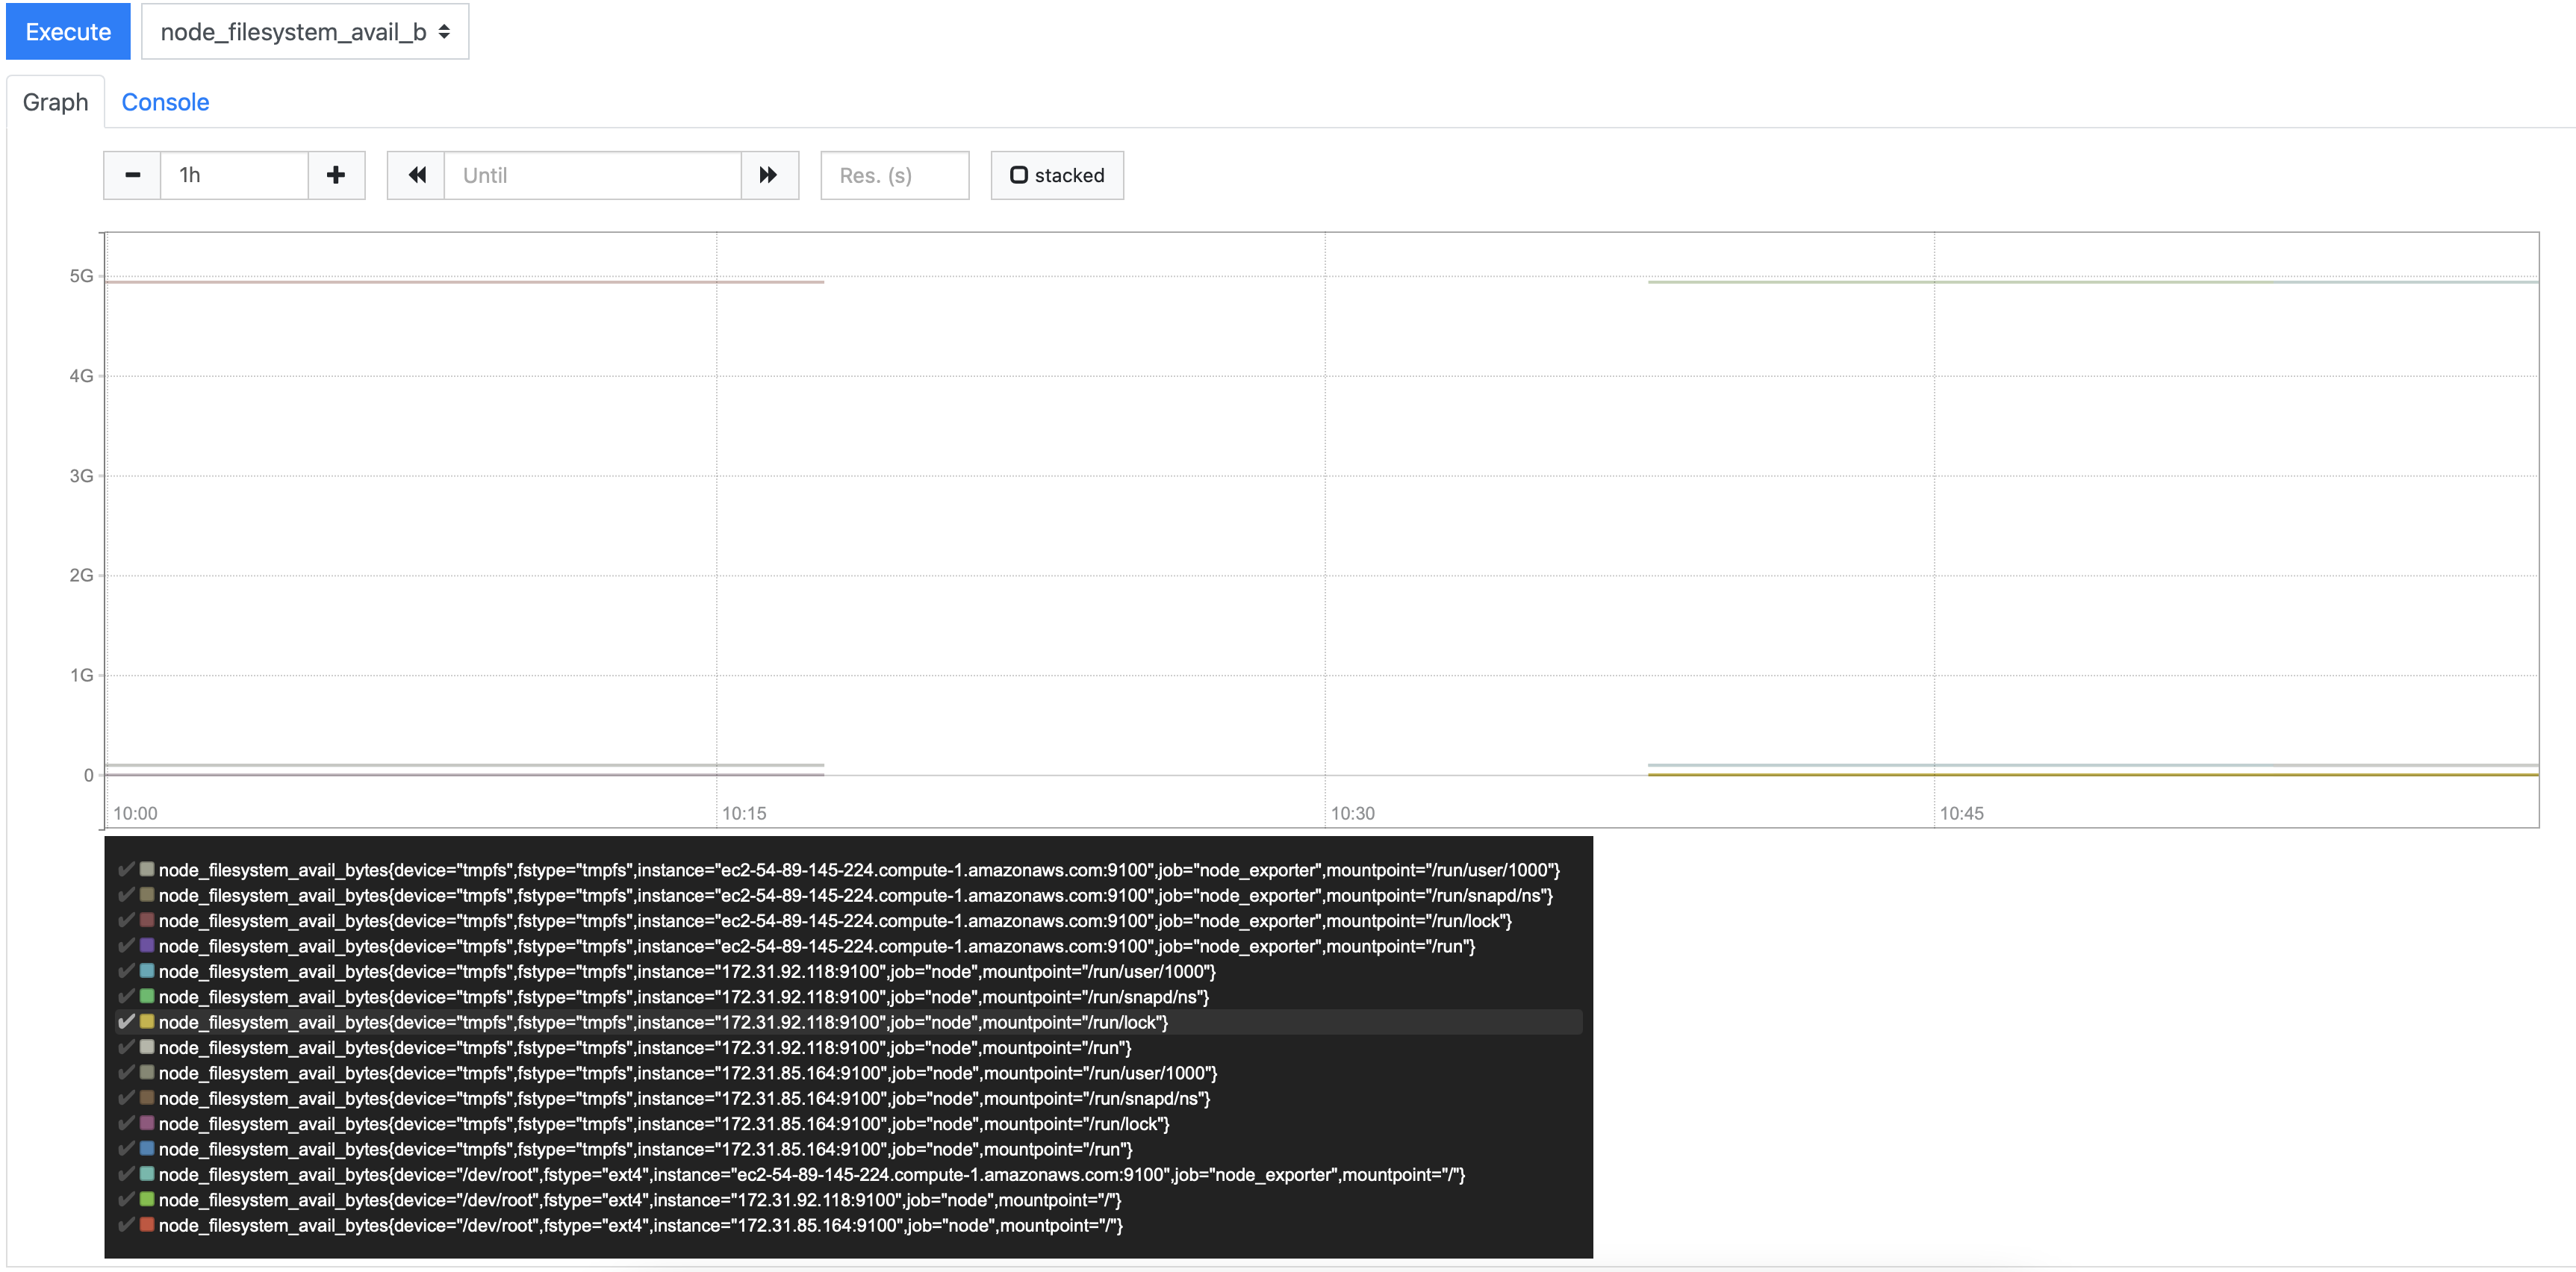 Execute node_filesystem_avail_b
Graph Console
1h Until Res. (s) stacked
5G
4G
3G
2G
1G
0
10:00 10:15 10:30 10:45
node_filesystem_avail_bytes{device="tmpfs",fstype="tmpfs",instance="ec2-54-89-145-224.compute-1.amazonaws.com:9100",job="node_exporter",mountpoint="/run/user/1000"}
node_filesystem_avail_bytes{device="tmpfs",fstype="tmpfs",instance="ec2-54-89-145-224.compute-1.amazonaws.com:9100",job="node_exporter",mountpoint="/run/snapd/ns"}
node_filesystem_avail_bytes{device="tmpfs",fstype="tmpfs",instance="ec2-54-89-145-224.compute-1.amazonaws.com:9100",job="node_exporter",mountpoint="/run/lock"}
node_filesystem_avail_bytes{device="tmpfs",fstype="tmpfs",instance="ec2-54-89-145-224.compute-1.amazonaws.com:9100",job="node_exporter",mountpoint="/run"}
node_filesystem_avail_bytes{device="tmpfs",fstype="tmpfs",instance="172.31.92.118:9100",job="node",mountpoint="/run/user/1000"}
node_filesystem_avail_bytes{device="tmpfs",fstype="tmpfs",instance="172.31.92.118:9100",job="node",mountpoint="/run/snapd/ns"}
node_filesystem_avail_bytes{device="tmpfs",fstype="tmpfs",instance="172.31.92.118:9100",job="node",mountpoint="/run/lock"}
node_filesystem_avail_bytes{device="tmpfs",fstype="tmpfs",instance="172.31.92.118:9100",job="node",mountpoint="/run"}
node_filesystem_avail_bytes{device="tmpfs",fstype="tmpfs",instance="172.31.85.164:9100",job="node",mountpoint="/run/user/1000"}
node_filesystem_avail_bytes{device="tmpfs",fstype="tmpfs",instance="172.31.85.164:9100",job="node",mountpoint="/run/snapd/ns"}
node_filesystem_avail_bytes{device="tmpfs",fstype="tmpfs",instance="172.31.85.164:9100",job="node",mountpoint="/run/lock"}
node_filesystem_avail_bytes{device="tmpfs",fstype="tmpfs",instance="172.31.85.164:9100",job="node",mountpoint="/run"}
node_filesystem_avail_bytes{device="/dev/root",fstype="ext4",instance="ec2-54-89-145-224.compute-1.amazonaws.com:9100",job="node_exporter",mountpoint="/"}
node_filesystem_avail_bytes{device="/dev/root",fstype="ext4",instance="172.31.92.118:9100",job="node",mountpoint="/"}
node_filesystem_avail_bytes{device="/dev/root",fstype="ext4",instance="172.31.85.164:9100",job="node",mountpoint="/"}